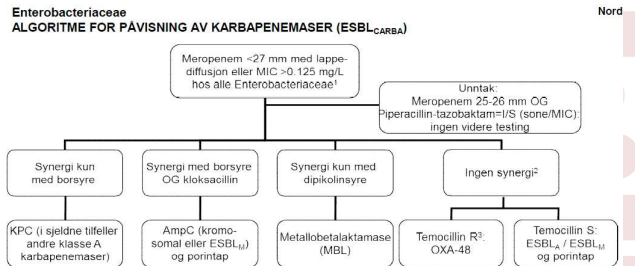 Enterobacteriaceae
Nord
ALGORITME FOR PÅVISNING AV KARBAPENEMASER (ESBLCARBA)
Meropenem <27 mm med lappe-
diffusjon eller MIC >0.125 mg/L
hos alle Enterobacteriaceae¹
Unntak:
Meropenem 25-26 mm OG
Piperacillin-tazobaktam=I/S (sone/MIC):
ingen videre testing
Synergi kun
med borsyre
Synergi med borsyre
OG kloksacillin
Synergi kun med
dipikolinsyre
Ingen synergi²
KPC (i sjeldne tilfeller
andre klasse A
karbapenemaser)
AmpC (kromo-
somal eller ESBLM)
og porintap
Metallobetalaktamase
(MBL)
Temocillin R³:
OXA-48
Temocillin S:
ESBLA / ESBLM
og porintap